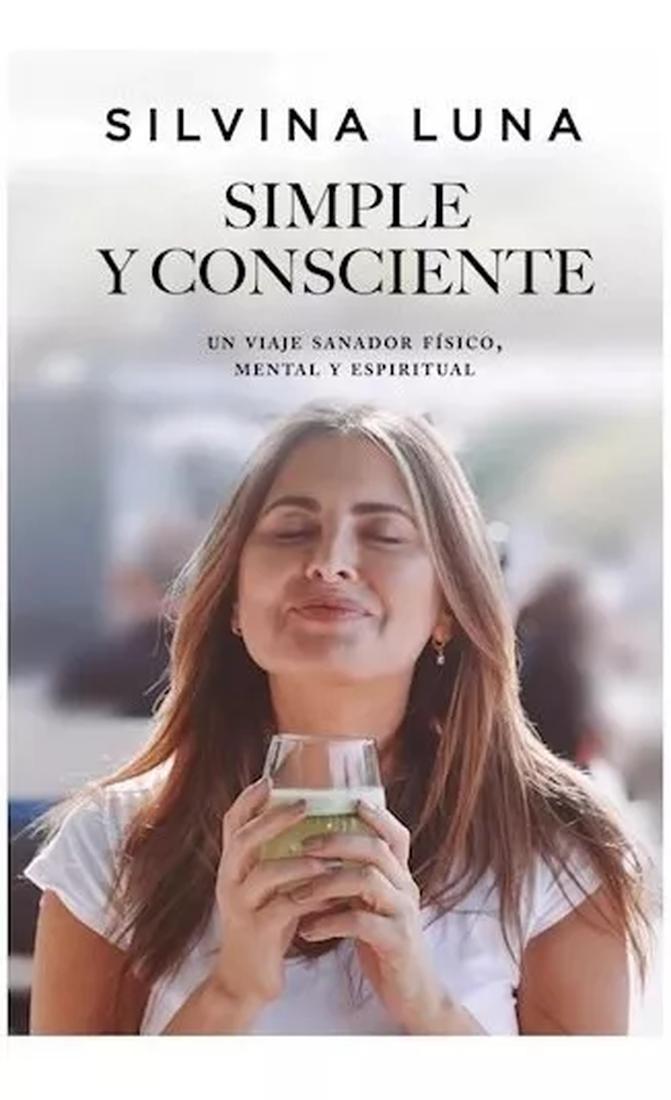 SILVINA LUNA
SIMPLE
Y CONSCIENTE
UN VIAJE SANADOR FÍSICO,
MENTAL Y ESPIRITUAL